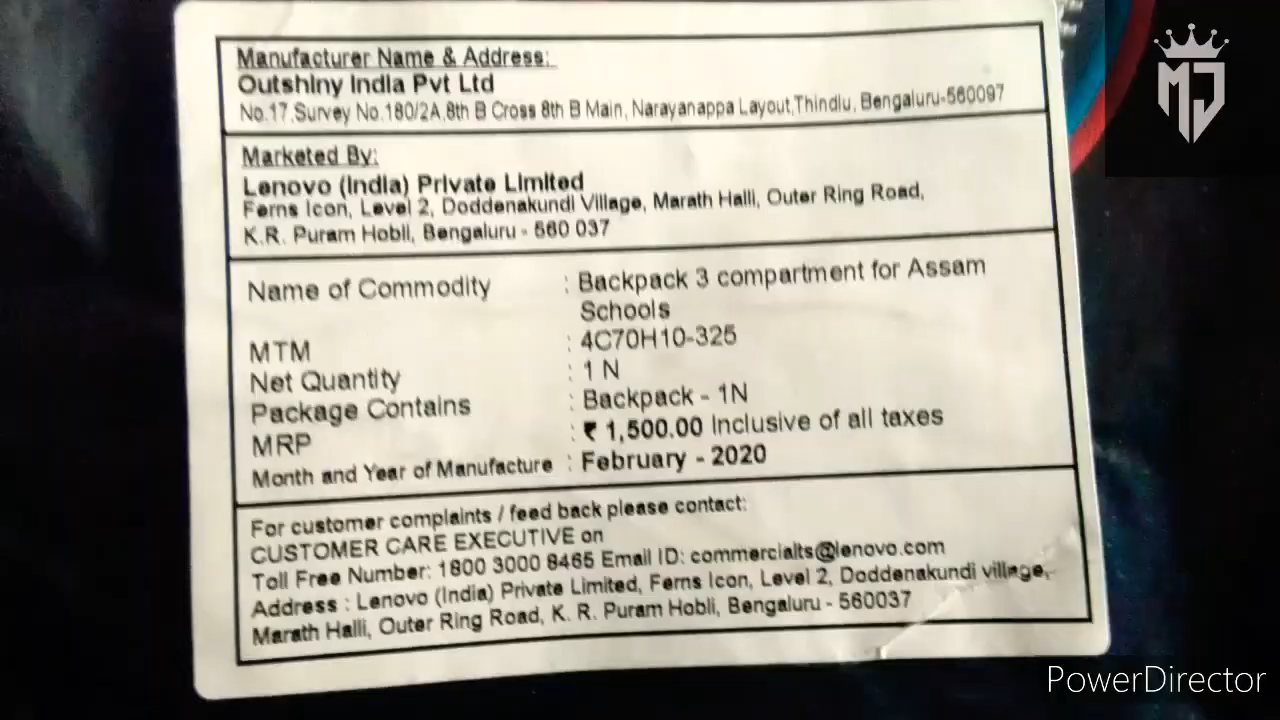 MJ
Manufacturer Name & Address:
Outshiny India Pvt Ltd
No.17,Survey No.180/2A,8th B Cross 8th B Main, Narayanappa Layout,Thindlu, Bengaluru-560097
Marketed By:
Lenovo (India) Private Limited
Ferns Icon, Level 2, Doddenakundi Village, Marath Halli, Outer Ring Road,
K.R. Puram Hobli, Bengaluru - 560 037
Name of Commodity : Backpack 3 compartment for Assam
Schools
MTM : 4C70H10-325
Net Quantity : 1 N
Package Contains : Backpack - 1N
MRP : ₹ 1,500.00 Inclusive of all taxes
Month and Year of Manufacture : February - 2020
For customer complaints / feed back please contact:
CUSTOMER CARE EXECUTIVE on
Toll Free Number: 1800 3000 8465 Email ID: commercialts@lenovo.com
Address : Lenovo (India) Private Limited, Ferns Icon, Level 2, Doddenakundi village,
Marath Halli, Outer Ring Road, K. R. Puram Hobli, Bengaluru - 560037
PowerDirector